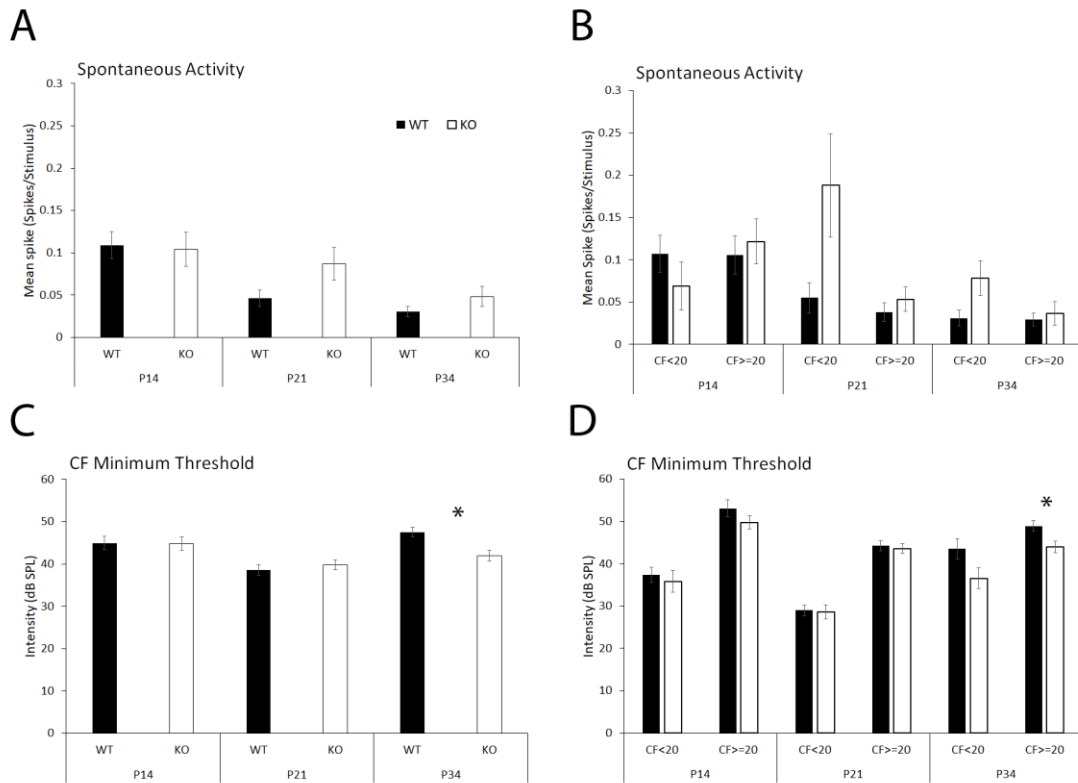 A
Spontaneous Activity
Mean spike (Spikes/Stimulus)
0.3
0.25
0.2
0.15
0.1
0.05
0
WT KO
WT KO WT KO WT KO
P14 P21 P34
B
Spontaneous Activity
Mean spike (Spikes/Stimulus)
0.3
0.25
0.2
0.15
0.1
0.05
0
CF<20 CF>=20 CF<20 CF>=20 CF<20 CF>=20
P14 P21 P34
C
CF Minimum Threshold
Intensity (dB SPL)
60
50
40
30
20
10
0
*
WT KO WT KO WT KO
P14 P21 P34
D
CF Minimum Threshold
Intensity (dB SPL)
60
50
40
30
20
10
0
*
CF<20 CF>=20 CF<20 CF>=20 CF<20 CF>=20
P14 P21 P34